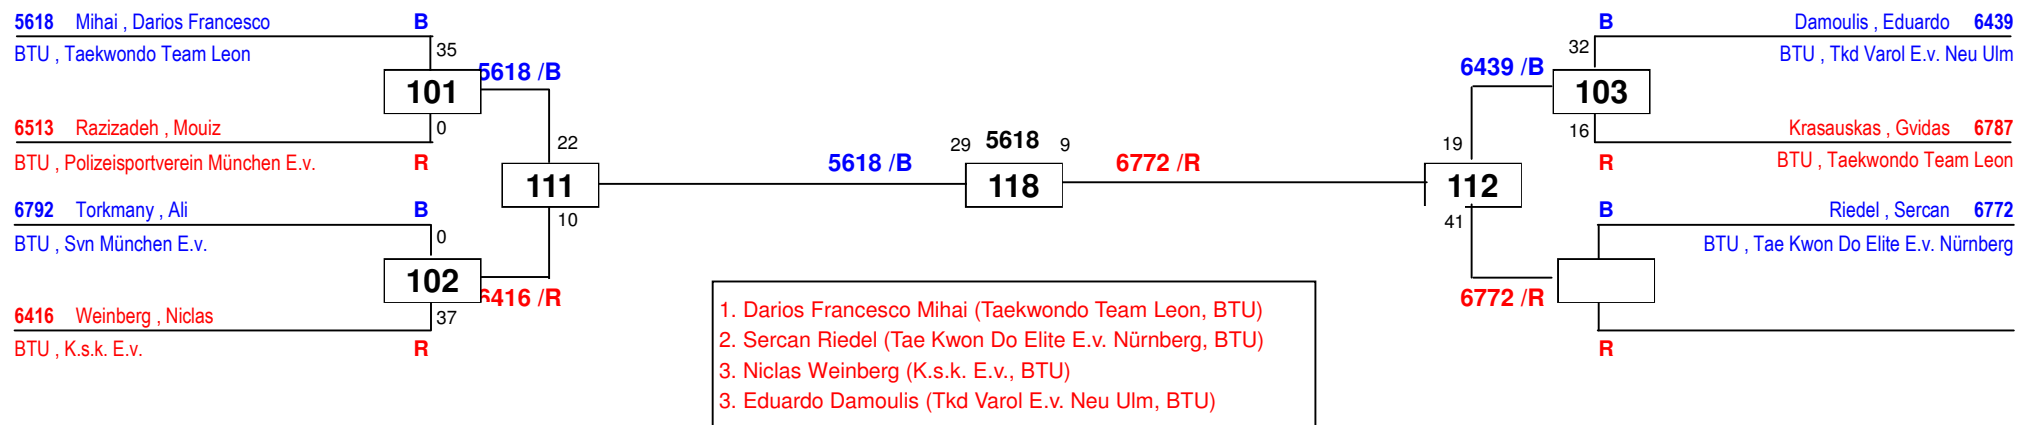 5618 Mihai , Darios Francesco B
BTU , Taekwondo Team Leon
35
5618 /B
101
0
6513 Razizadeh , Mouiz
BTU , Polizeisportverein München E.v. R
22
111
10
6792 Torkmany , Ali B
BTU , Svn München E.v.
0
102
6416 /R
37
6416 Weinberg , Niclas
BTU , K.s.k. E.v. R
5618 /B
29 5618 9
118
6772 /R
B Damoulis , Eduardo 6439
BTU , Tkd Varol E.v. Neu Ulm
32
6439 /B
103
16
Krasauskas , Gvidas 6787
R BTU , Taekwondo Team Leon
19
112
41
B Riedel , Sercan 6772
BTU , Tae Kwon Do Elite E.v. Nürnberg
6772 /R
R
1. Darios Francesco Mihai (Taekwondo Team Leon, BTU)
2. Sercan Riedel (Tae Kwon Do Elite E.v. Nürnberg, BTU)
3. Niclas Weinberg (K.s.k. E.v., BTU)
3. Eduardo Damoulis (Tkd Varol E.v. Neu Ulm, BTU)